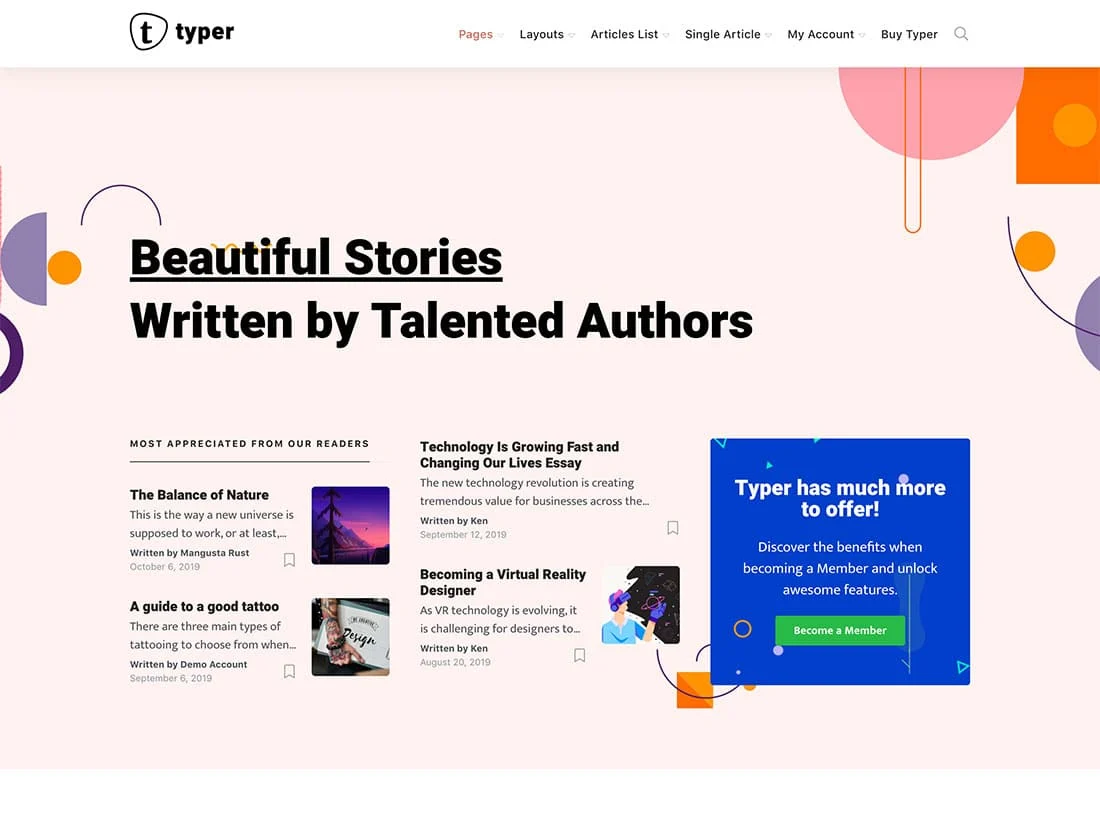 t typer
Pages
Layouts
Articles List
Single Article
My Account
Buy Typer
Beautiful Stories
Written by Talented Authors
MOST APPRECIATED FROM OUR READERS
The Balance of Nature
This is the way a new universe is
supposed to work, or at least,...
Written by Mangusta Rust
October 6, 2019
A guide to a good tattoo
There are three main types of
tattooing to choose from when...
Written by Demo Account
September 6, 2019
BE CREATIVE
Design
Technology Is Growing Fast and
Changing Our Lives Essay
The new technology revolution is creating
tremendous value for businesses across the...
Written by Ken
September 12, 2019
Becoming a Virtual Reality
Designer
As VR technology is evolving, it
is challenging for designers to...
Written by Ken
August 20, 2019
Typer has much more
to offer!
Discover the benefits when
becoming a Member and unlock
awesome features.
Become a Member